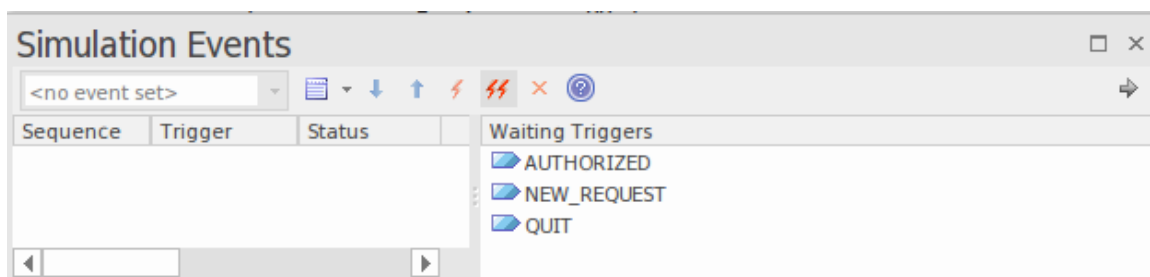 Simulation Events
<no event set>
Sequence Trigger Status
Waiting Triggers
AUTHORIZED
NEW_REQUEST
QUIT